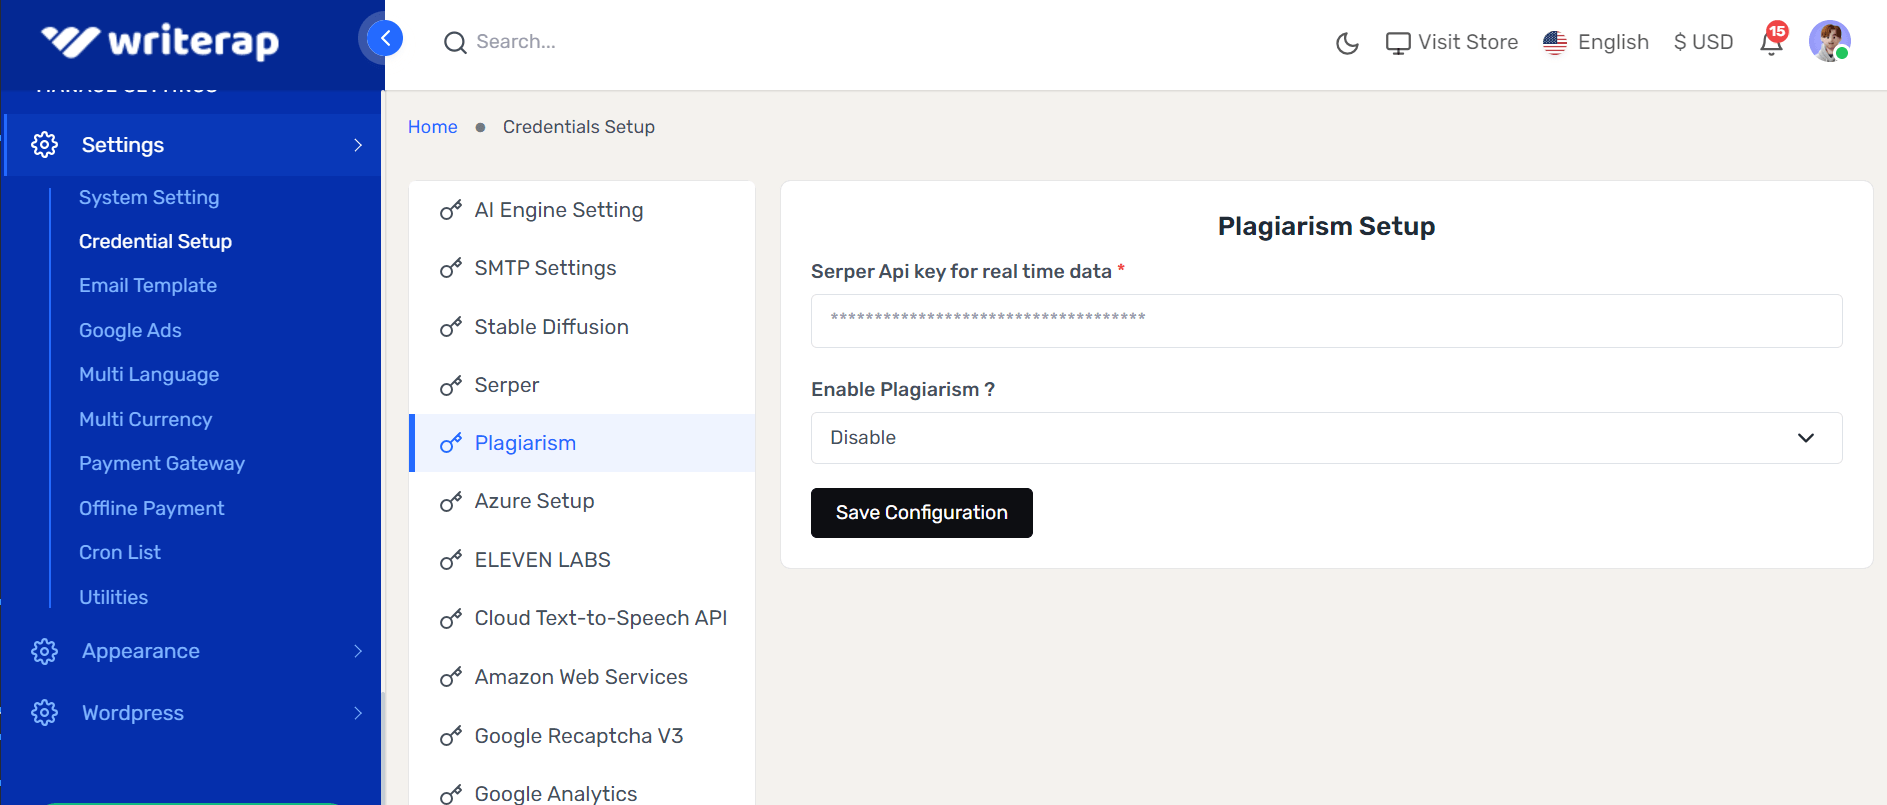 writerap
Search...
Visit Store
English
$ USD
15
MANAGE SETTINGS
Settings
System Setting
Credential Setup
Email Template
Google Ads
Multi Language
Multi Currency
Payment Gateway
Offline Payment
Cron List
Utilities
Appearance
Wordpress
Home
Credentials Setup
AI Engine Setting
SMTP Settings
Stable Diffusion
Serper
Plagiarism
Azure Setup
ELEVEN LABS
Cloud Text-to-Speech API
Amazon Web Services
Google Recaptcha V3
Google Analytics
Plagiarism Setup
Serper Api key for real time data *
************************************
Enable Plagiarism ?
Disable
Save Configuration